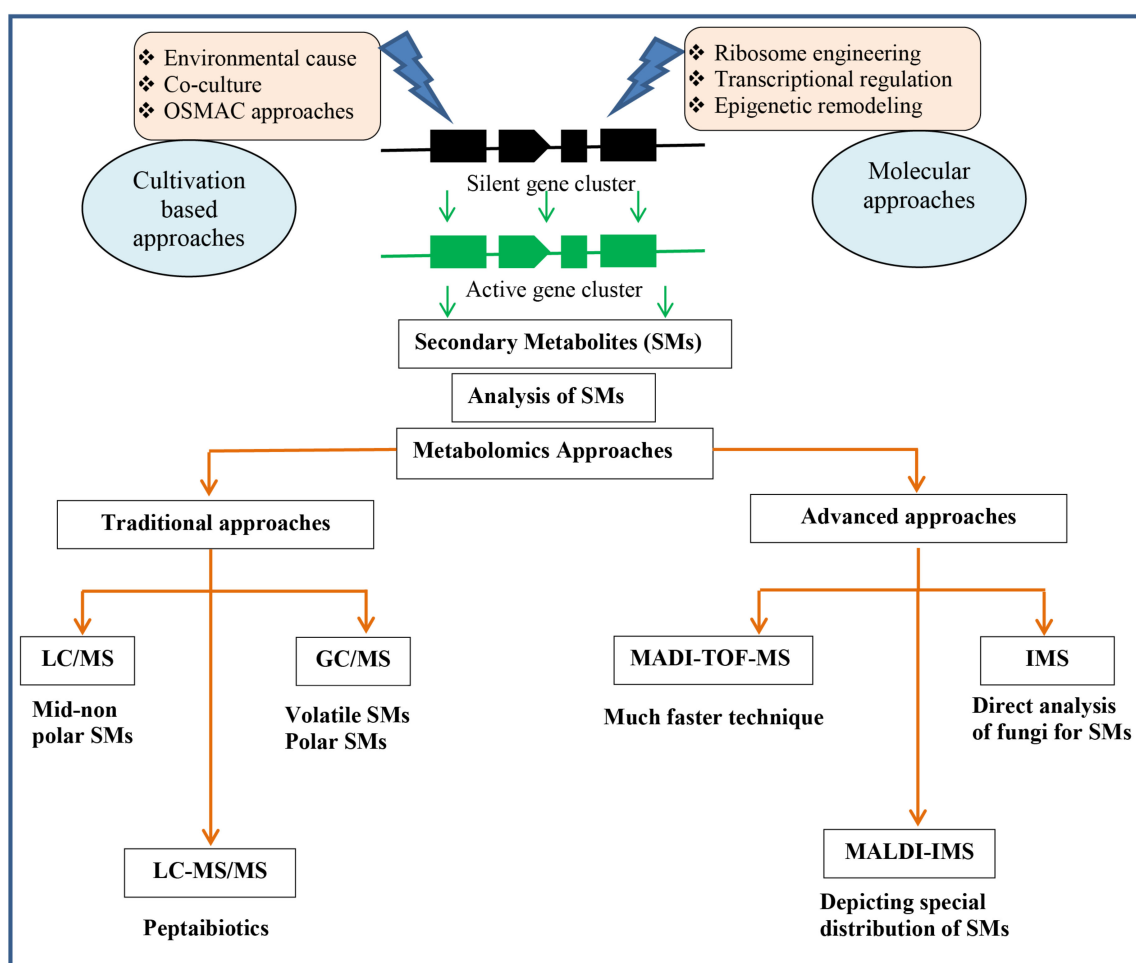 ❖ Environmental cause
❖ Co-culture
❖ OSMAC approaches
❖ Ribosome engineering
❖ Transcriptional regulation
❖ Epigenetic remodeling
Cultivation
based
approaches
Molecular
approaches
Silent gene cluster
Active gene cluster
Secondary Metabolites (SMs)
Analysis of SMs
Metabolomics Approaches
Traditional approaches
Advanced approaches
LC/MS
GC/MS
MADI-TOF-MS
IMS
Mid-non
polar SMs
Volatile SMs
Polar SMs
Much faster technique
Direct analysis
of fungi for SMs
LC-MS/MS
MALDI-IMS
Peptaibiotics
Depicting special
distribution of SMs